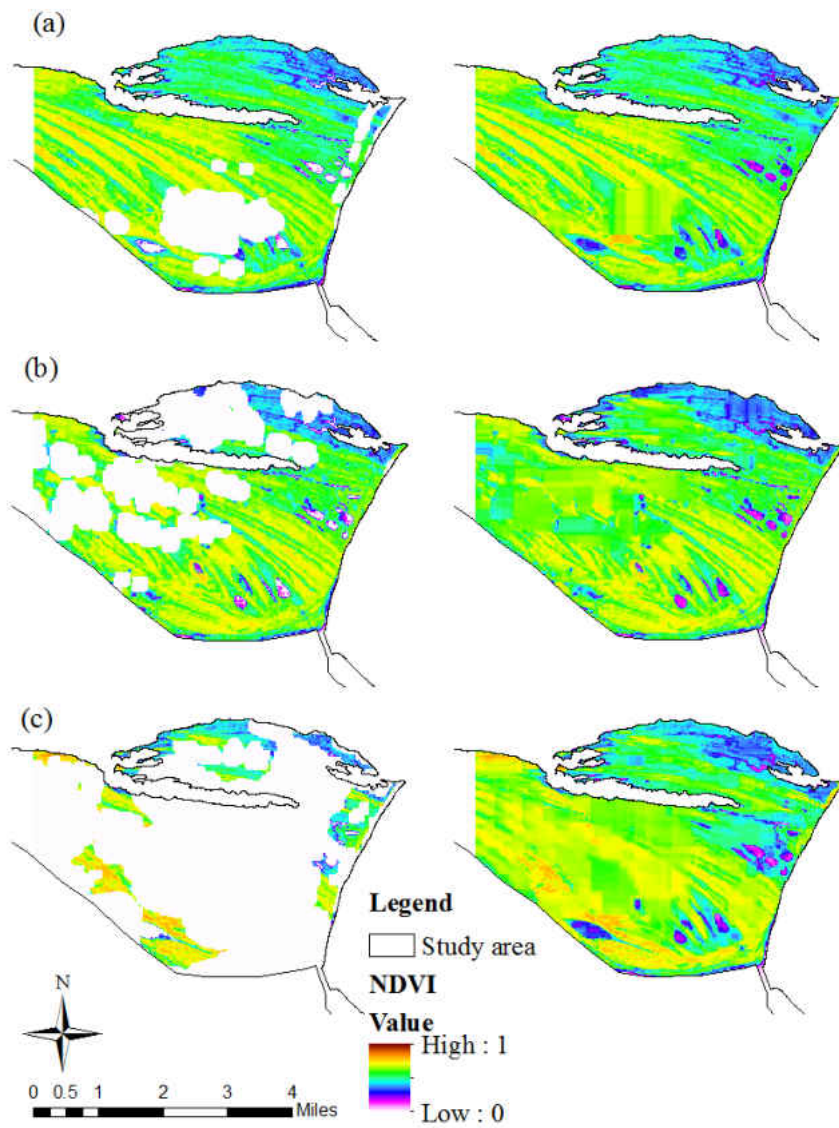 (a)
(b)
(c)
Legend
Study area
NDVI
Value
High : 1
Low : 0
N
0 0.5 1 2 3 4
Miles